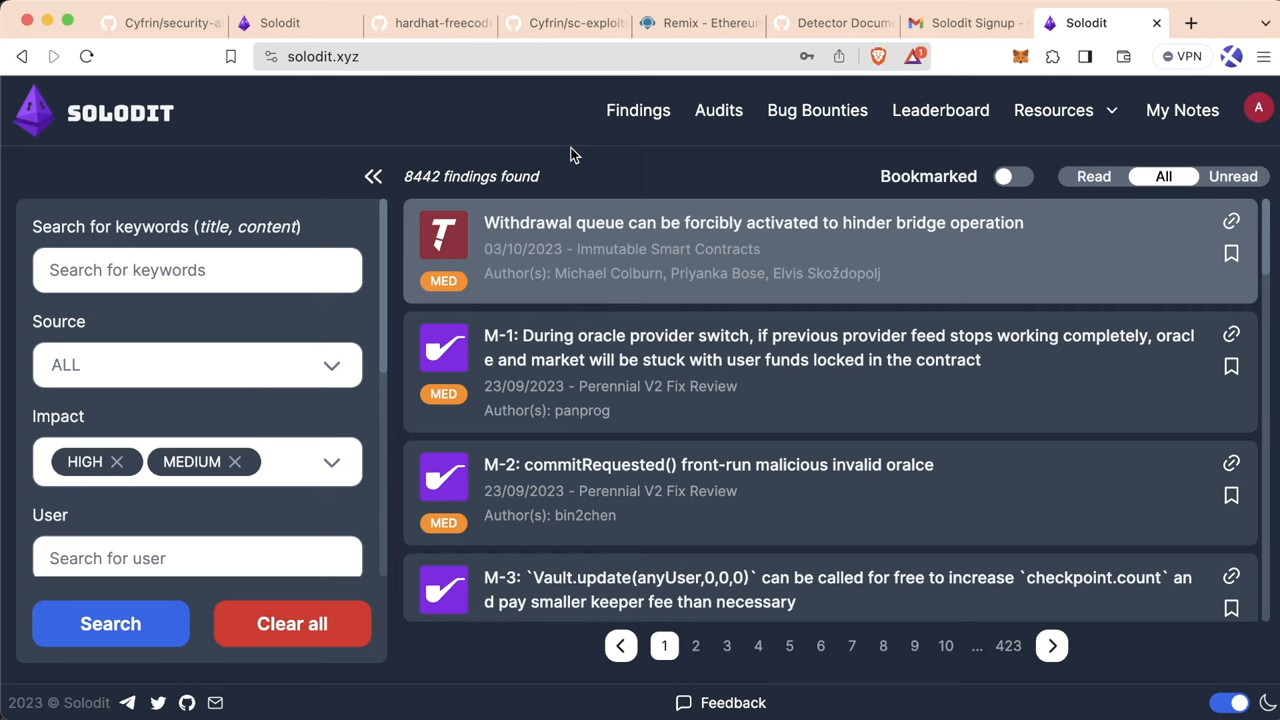 Cyfrin/security-a
Solodit
hardhat-freecode
Cyfrin/sc-exploit
Remix - Ethereu
Detector Docume
Solodit Signup -
Solodit
solodit.xyz
1
VPN
SOLODIT
Findings
Audits
Bug Bounties
Leaderboard
Resources
My Notes
A
8442 findings found
Bookmarked
Read
All
Unread
Search for keywords (title, content)
Search for keywords
Source
ALL
Impact
HIGH
MEDIUM
User
Search for user
Search
Clear all
Withdrawal queue can be forcibly activated to hinder bridge operation
03/10/2023 - Immutable Smart Contracts
Author(s): Michael Colburn, Priyanka Bose, Elvis Skoždopolj
MED
M-1: During oracle provider switch, if previous provider feed stops working completely, oracl
e and market will be stuck with user funds locked in the contract
23/09/2023 - Perennial V2 Fix Review
Author(s): panprog
MED
M-2: commitRequested() front-run malicious invalid oralce
23/09/2023 - Perennial V2 Fix Review
Author(s): bin2chen
MED
M-3: `Vault.update(anyUser,0,0,0)` can be called for free to increase `checkpoint.count` an
d pay smaller keeper fee than necessary
1 2 3 4 5 6 7 8 9 10 ... 423
2023 © Solodit
Feedback